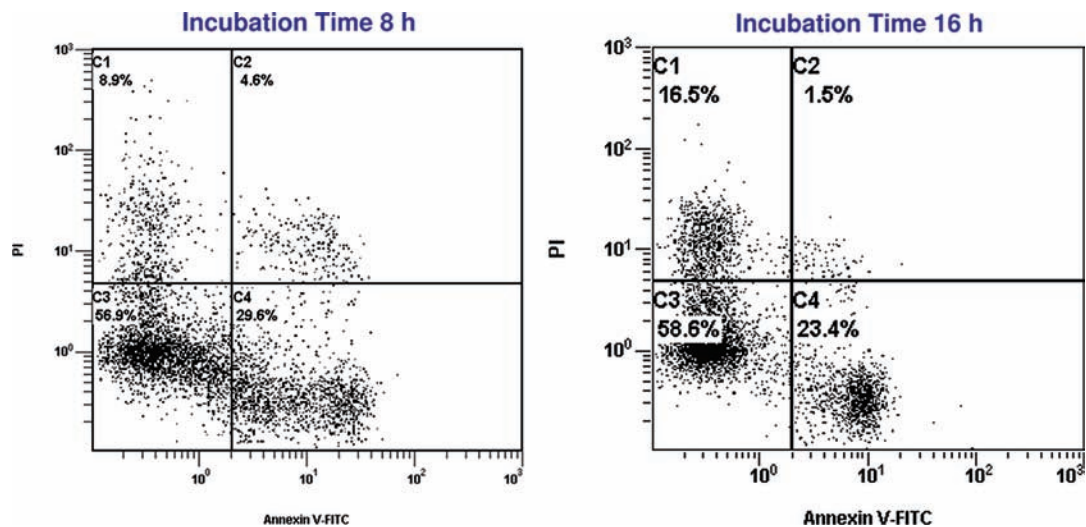 Incubation Time 8 h
10³
C1
8.9%
C2
4.6%
10²
PI
10¹
C3
56.9%
C4
29.6%
10⁰
10⁰ 10¹ 10² 10³
Annexin V-FITC
Incubation Time 16 h
10³
C1
16.5%
C2
1.5%
10²
PI
10¹
C3
58.6%
C4
23.4%
10⁰
10⁰ 10¹ 10² 10³
Annexin V-FITC